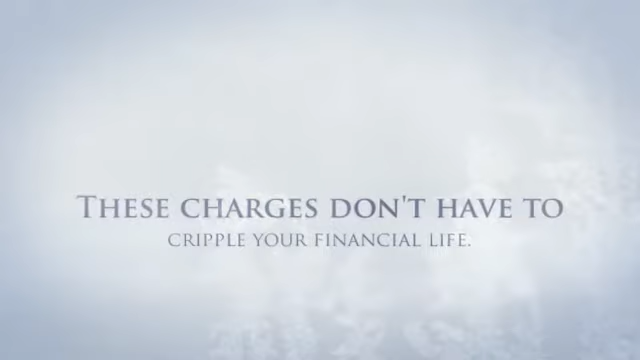 These charges don't have to
cripple your financial life.